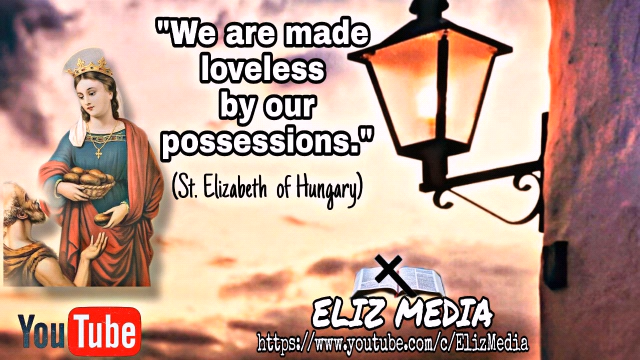 "We are made
loveless
by our
possessions."
(St. Elizabeth of Hungary)
YouTube
ELIZ MEDIA
https://www.youtube.com/c/ElizMedia